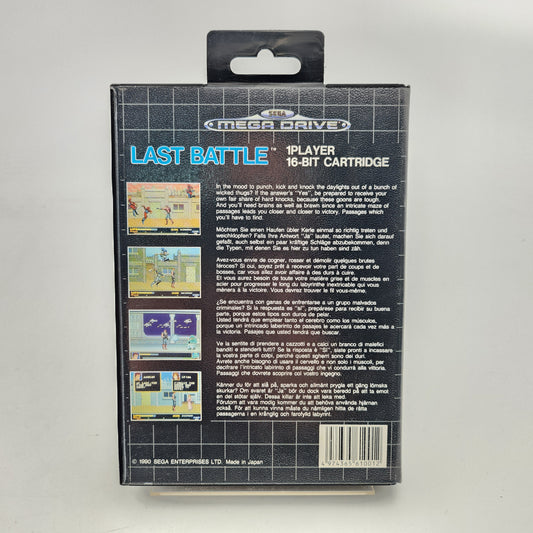 SEGA
MEGA DRIVE
LAST BATTLE™
1PLAYER
16-BIT CARTRIDGE
In the mood to punch, kick and knock the daylights out of a bunch of
wicked thugs? If the answer's "Yes", be prepared to receive your
own fair share of hard knocks, because these goons are tough.
And you'll need brains as well as brawn since an intricate maze of
passages leads you closer and closer to victory. Passages which
you'll have to find.
Möchten Sie einen Haufen übler Kerle einmal so richtig treten und
weichklopfen? Falls Ihre Antwort "Ja" lautet, machen Sie sich darauf
gefaßt, auch selbst ein paar kräftige Schläge abzubekommen, denn
die Typen, mit denen Sie es hier zu tun haben sind zäh.
Avez-vous envie de cogner, rosser et démolir quelques brutes
féroces? Si oui, soyez prêt à recevoir votre part de coups et de
bosses, car vous allez avoir affaire à des durs à cuire.
Et vous aurez besoin de toute votre matière grise et muscles en
acier pour progresser le long du labyrinthe inextricable qui vous
mènera à la victoire. Vous devrez trouver le fil vous-même.
¿Se encuentra con ganas de enfrentarse a un grupo malvados
criminales? Si la respuesta es "sí", prepárese para recibir su buena
parte, porque estos tipos son duros de pelar.
Usted tendrá que emplear tanto el cerebro como los músculos,
porque un intrincado laberinto de pasajes le acercará cada vez más a
la victoria. Pasajes que usted tendrá que buscar.
Ve la sentite di prendere a cazzotti e a calci un branco di malefici
banditi e stenderli tutti? Se la risposta è "Sì", siate pronti a incassare
la vostra parte di colpi, perché questi sgherri sono dei duri.
Avrete anche bisogno di usare il cervello e non solo i muscoli, per
decifrare l'intricato labirinto di passaggi che vi condurrà alla vittoria.
Passaggi che dovrete scoprire col vostro ingegno.
Känner du för att slå på, sparka och allmänt prygla ett gäng lömska
skurkar? Om svaret är "Ja" bör du dock vara beredd på att ta emot
en del stötar själv. Dessa killar är inte att leka med.
Förutom att vara modig kommer du att behöva använda hjärnan
också. För att kunna vinna måste du nämligen hitta de rätta
passagerna i en krånglig och farofylld labyrint.
© 1990 SEGA ENTERPRISES LTD. Made in Japan
4 974365 610012